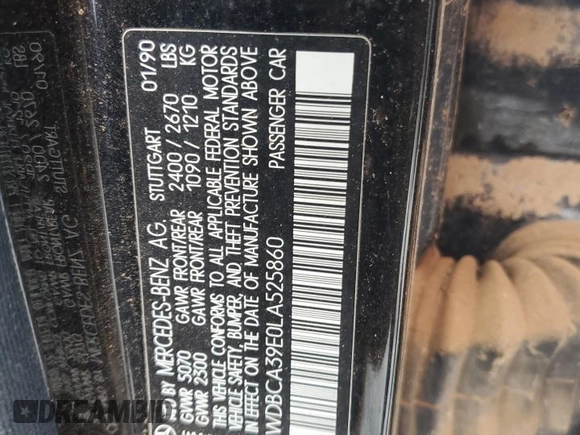 BY MERCEDES-BENZ AG. STUTTGART 01/90
GVWR 5070 GAWR FRONT/REAR 2400 / 2670 LBS
GVWR 2300 GAWR FRONT/REAR 1090 / 1210 KG
THIS VEHICLE CONFORMS TO ALL APPLICABLE FEDERAL MOTOR
VEHICLE SAFETY, BUMPER, AND THEFT PREVENTION STANDARDS
IN EFFECT ON THE DATE OF MANUFACTURE SHOWN ABOVE
WDBCA39E0LA525860 PASSENGER CAR
DREAMBID